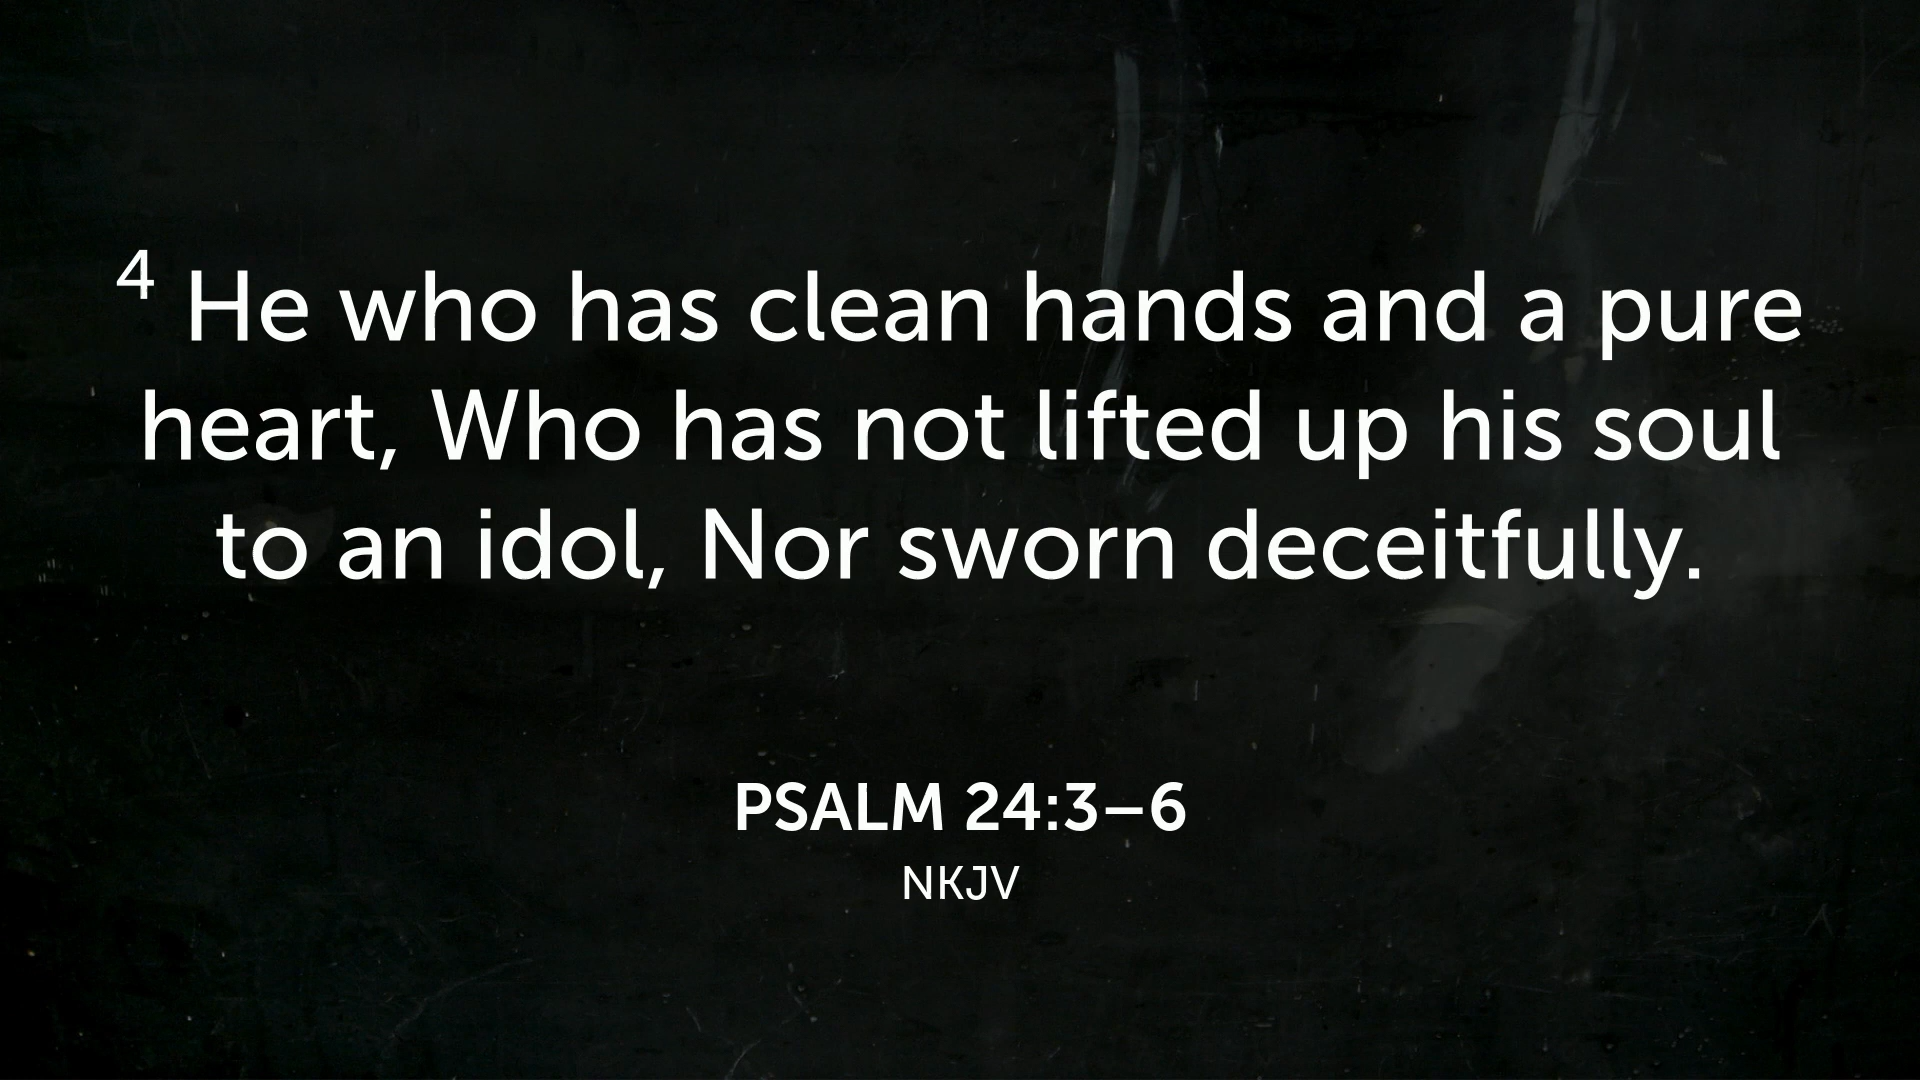 4 He who has clean hands and a pure
heart, Who has not lifted up his soul
to an idol, Nor sworn deceitfully.
PSALM 24:3–6
NKJV